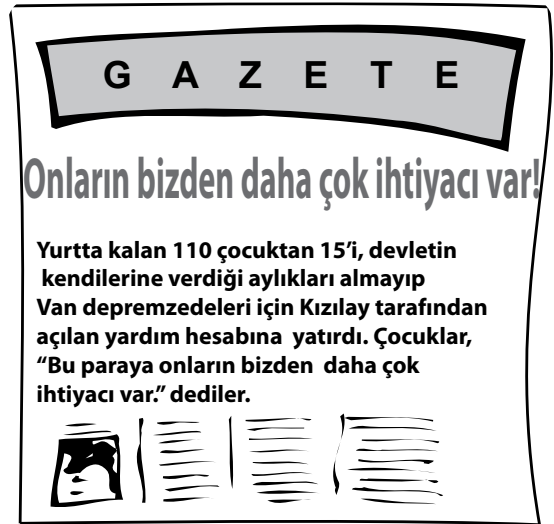 G A Z E T E
Onların bizden daha çok ihtiyacı var!
Yurtta kalan 110 çocuktan 15’i, devletin
kendilerine verdiği aylıkları almayıp
Van depremzedeleri için Kızılay tarafından
açılan yardım hesabına yatırdı. Çocuklar,
“Bu paraya onların bizden daha çok
ihtiyacı var.” dediler.